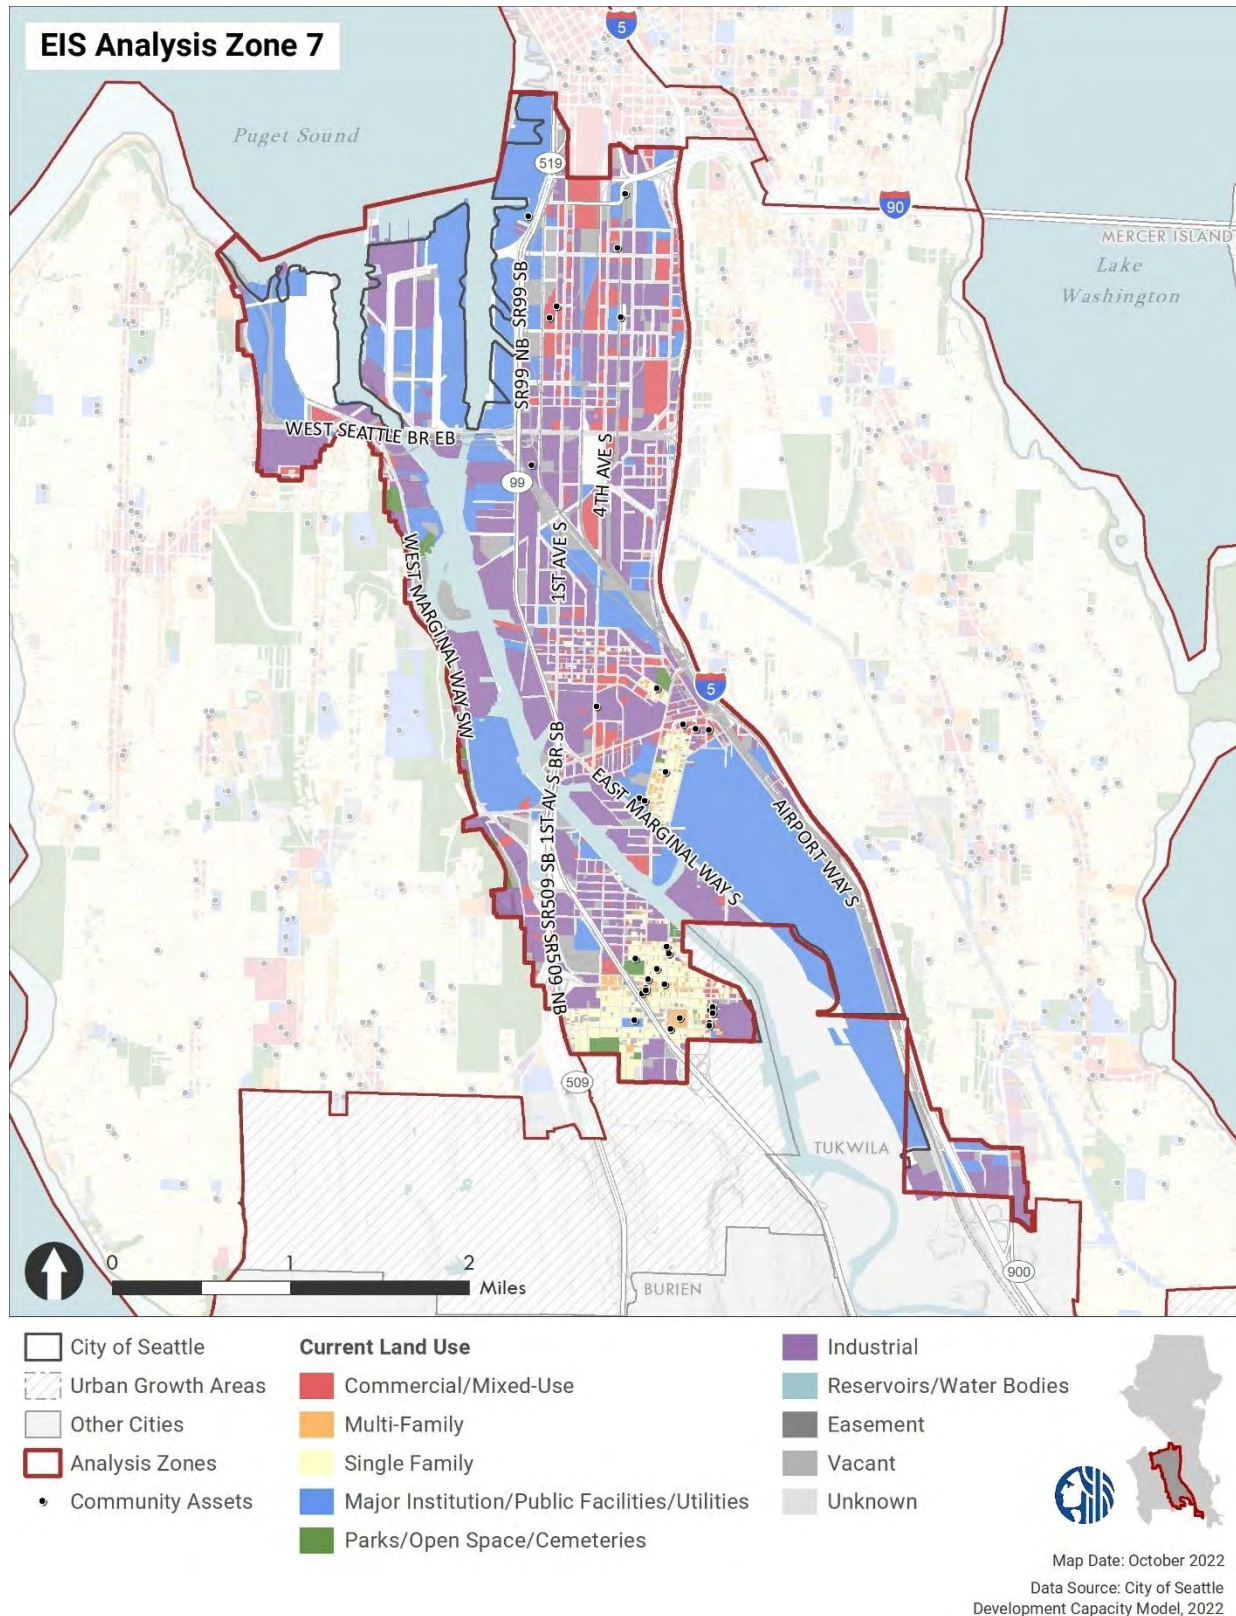 EIS Analysis Zone 7
5
Puget Sound
519
90
MERCER ISLAND
Lake
Washington
SR99 NB SR99 SB
WEST SEATTLE BR EB
4TH AVE S
99
1ST AVE S
WEST MARGINAL WAY SW
5
SR509 NB SR509 SB 1ST AV S BR SB
EAST MARGINAL WAY S
AIRPORT WAY S
509
TUKWILA
0 1 2
Miles
BURIEN
900
City of Seattle
Urban Growth Areas
Other Cities
Analysis Zones
Community Assets
Current Land Use
Commercial/Mixed-Use
Multi-Family
Single Family
Major Institution/Public Facilities/Utilities
Parks/Open Space/Cemeteries
Industrial
Reservoirs/Water Bodies
Easement
Vacant
Unknown
Map Date: October 2022
Data Source: City of Seattle
Development Capacity Model, 2022